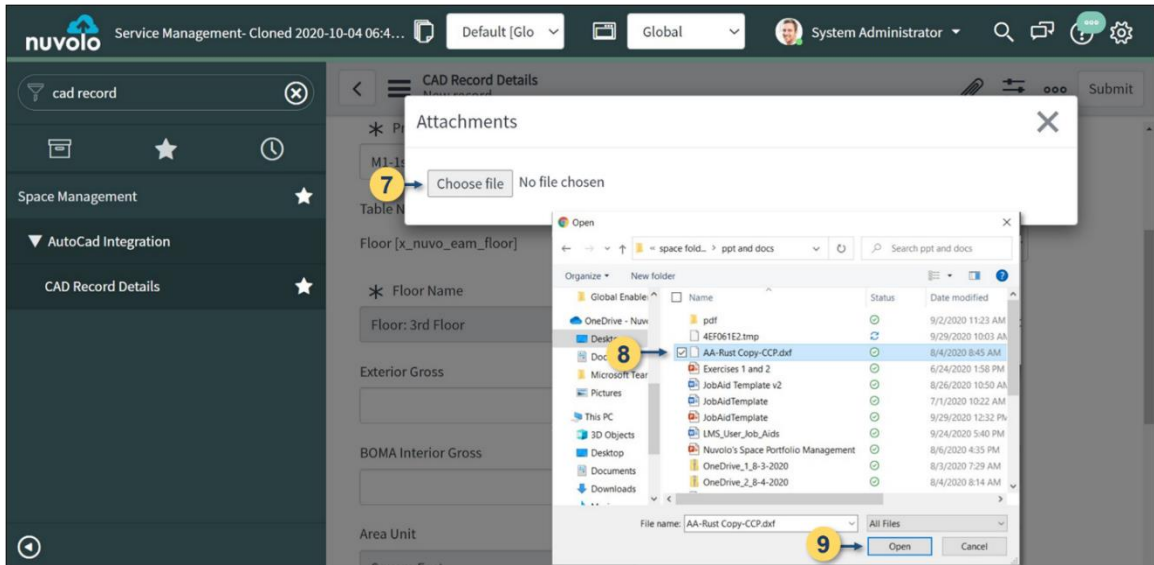 nuvolo
Service Management- Cloned 2020-10-04 06:4...
Default [Glo
Global
System Administrator
cad record
Space Management
AutoCad Integration
CAD Record Details
CAD Record Details
New record
Submit
Attachments
7
Choose file No file chosen
M1-1s
Floor [x_nuvo_eam_floor]
Floor Name
Floor: 3rd Floor
Exterior Gross
BOMA Interior Gross
Area Unit
Open
space fold... > ppt and docs
Search ppt and docs
Organize New folder
Name Status Date modified
Global Enable
OneDrive - Nuv
Microsoft Tear
Pictures
This PC
3D Objects
Desktop
Documents
Downloads
8
pdf 9/2/2020 11:23 AM
4EF061E2.tmp 9/29/2020 10:03 AM
AA-Rust Copy-CCP.dxf 8/4/2020 8:45 AM
Exercises 1 and 2 6/24/2020 1:58 PM
JobAid Template v2 8/26/2020 10:50 AM
JobAidTemplate 7/1/2020 10:22 AM
JobAidTemplate 9/29/2020 12:32 PM
LMS_User_Job_Aids 9/24/2020 5:40 PM
Nuvolo's Space Portfolio Management 8/6/2020 4:35 PM
OneDrive_1_8-3-2020 8/3/2020 7:29 AM
OneDrive_2_8-4-2020 8/4/2020 8:14 AM
File name: AA-Rust Copy-CCP.dxf All Files
9
Open Cancel